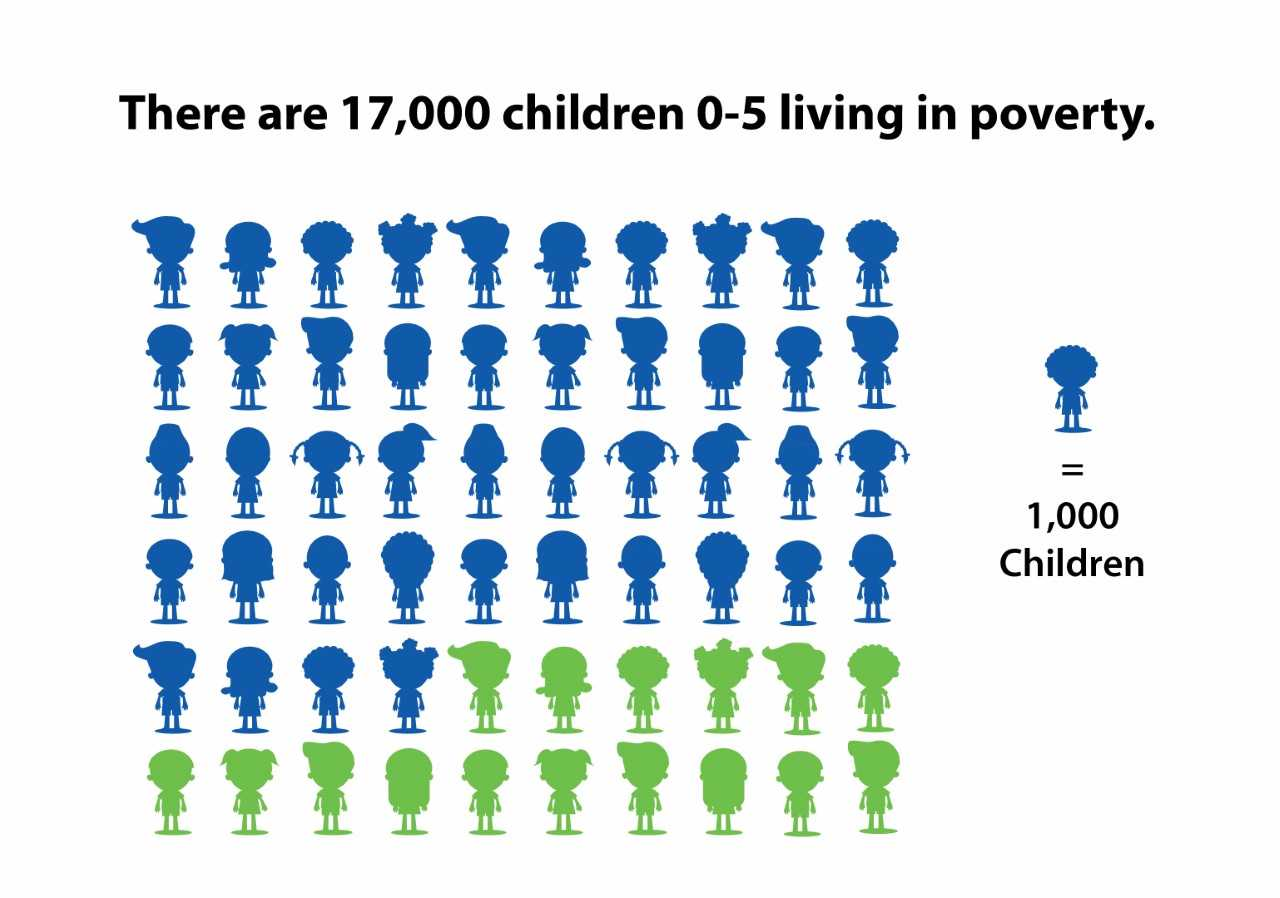 There are 17,000 children 0-5 living in poverty.
=
1,000
Children